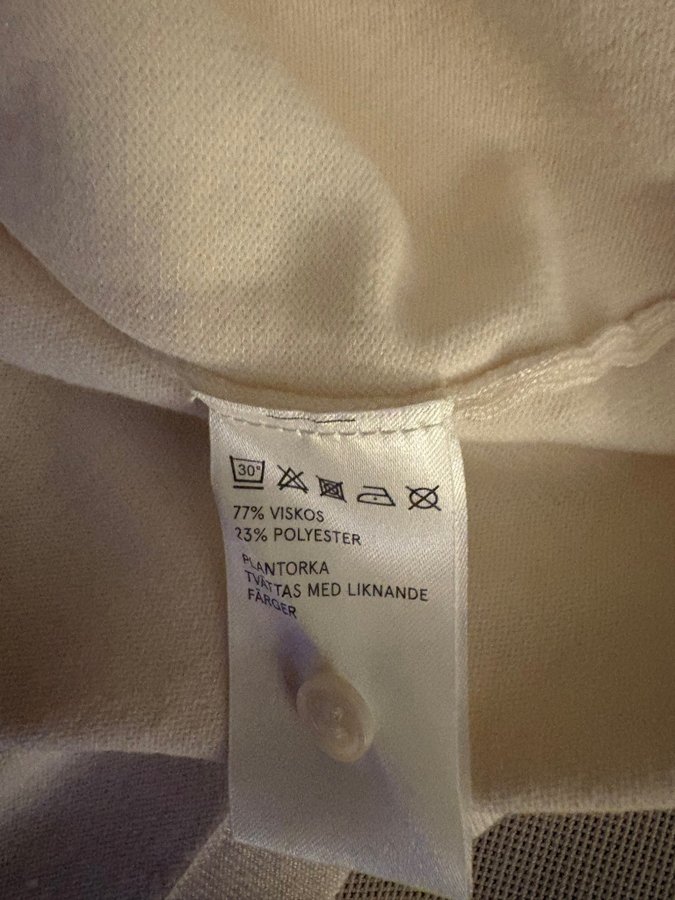 30°
77% VISKOS
23% POLYESTER
PLANTORKA
TVÄTTAS MED LIKNANDE
FÄRGER